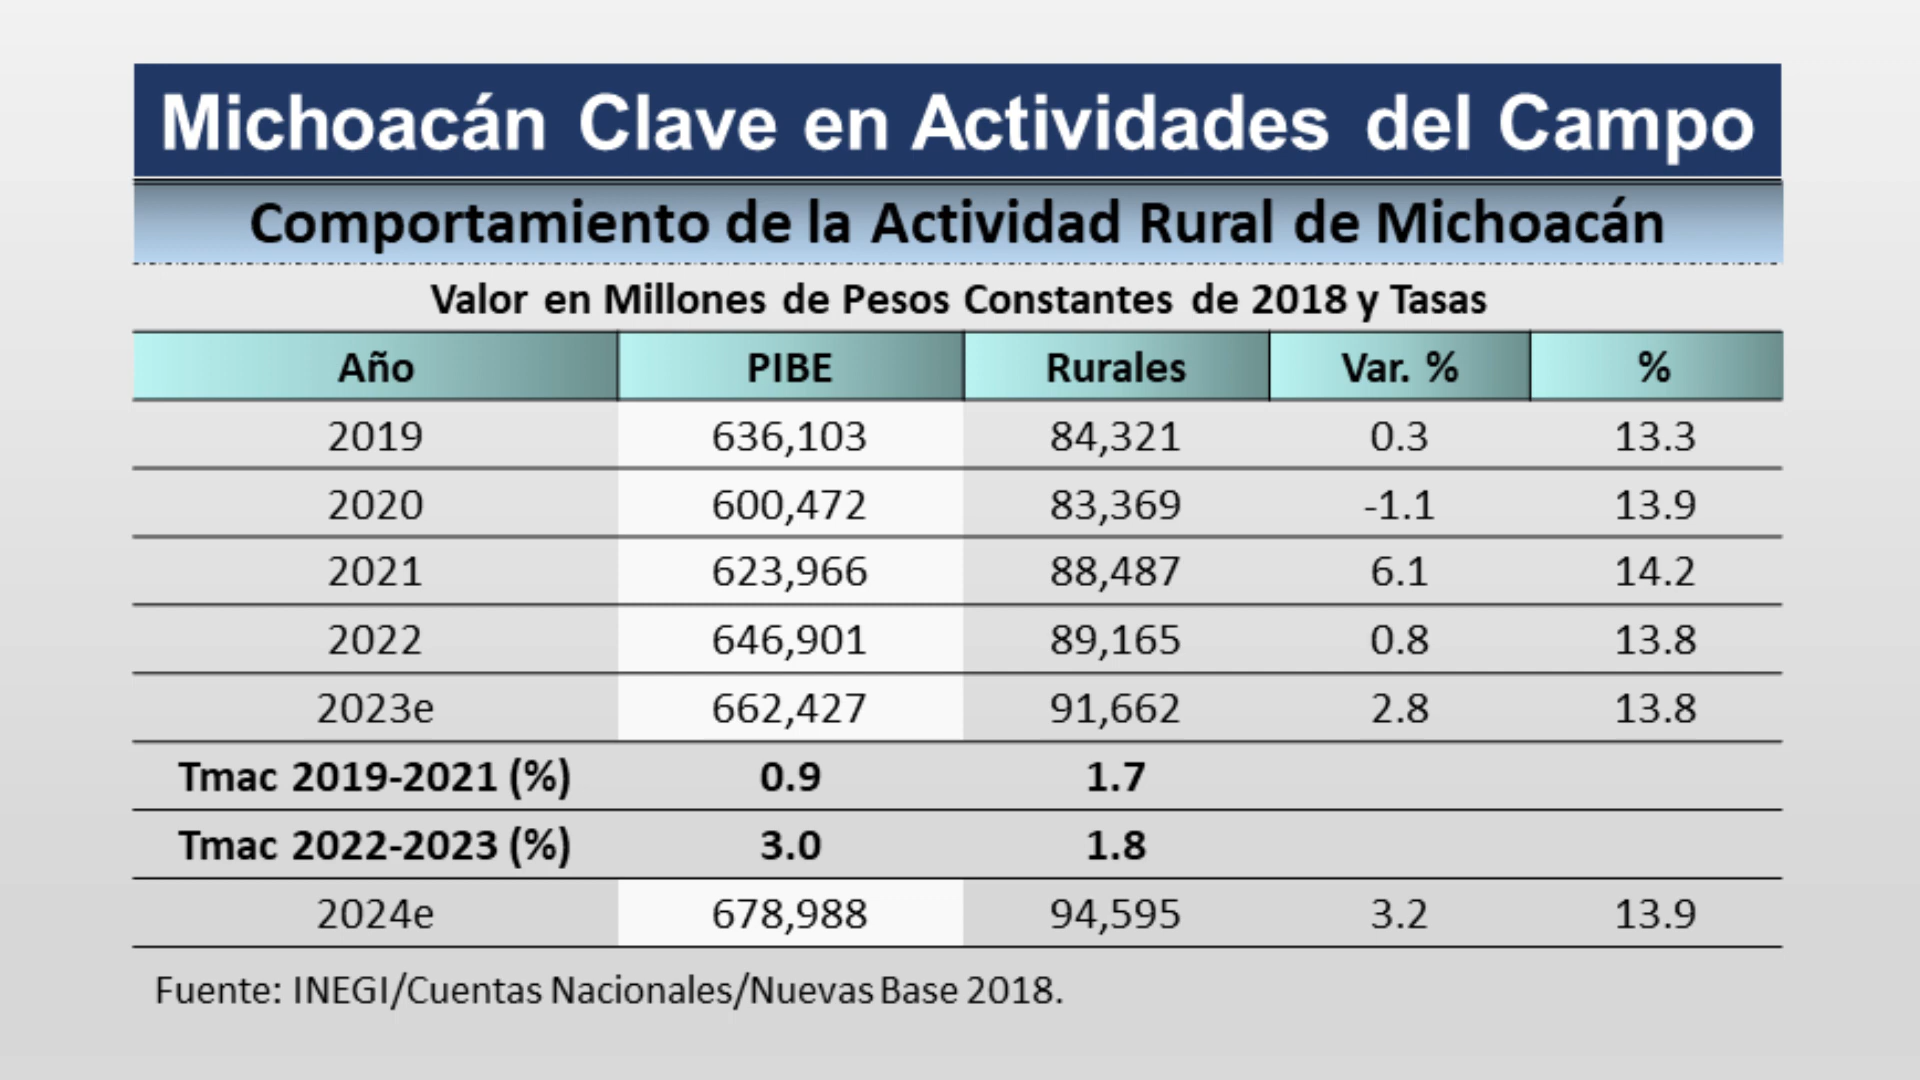 Michoacán Clave en Actividades del Campo
Comportamiento de la Actividad Rural de Michoacán
Valor en Millones de Pesos Constantes de 2018 y Tasas
Año PIBE Rurales Var. % %
2019 636,103 84,321 0.3 13.3
2020 600,472 83,369 -1.1 13.9
2021 623,966 88,487 6.1 14.2
2022 646,901 89,165 0.8 13.8
2023e 662,427 91,662 2.8 13.8
Tmac 2019-2021 (%) 0.9 1.7
Tmac 2022-2023 (%) 3.0 1.8
2024e 678,988 94,595 3.2 13.9
Fuente: INEGI/Cuentas Nacionales/Nuevas Base 2018.